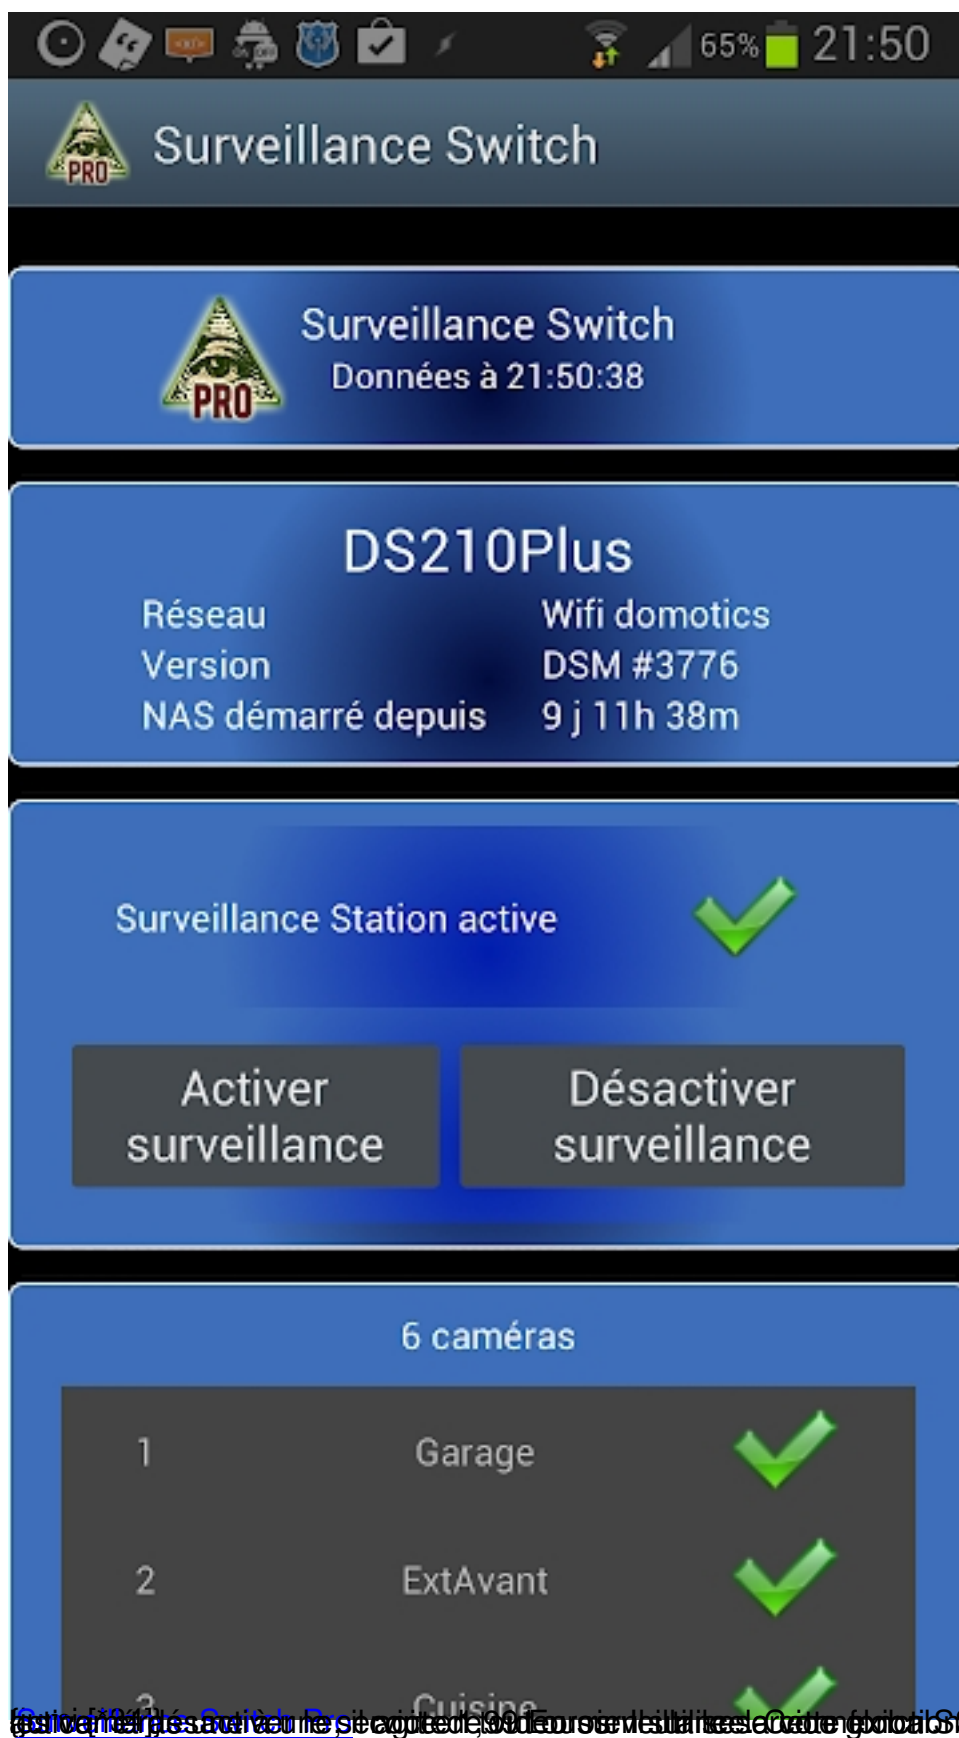 65% 21:50
PRO Surveillance Switch
PRO Surveillance Switch
Données à 21:50:38
DS210Plus
Réseau Wifi domotics
Version DSM #3776
NAS démarré depuis 9 j 11h 38m
Surveillance Station active
Activer surveillance
Désactiver surveillance
6 caméras
1 Garage
2 ExtAvant
3 Cuisine